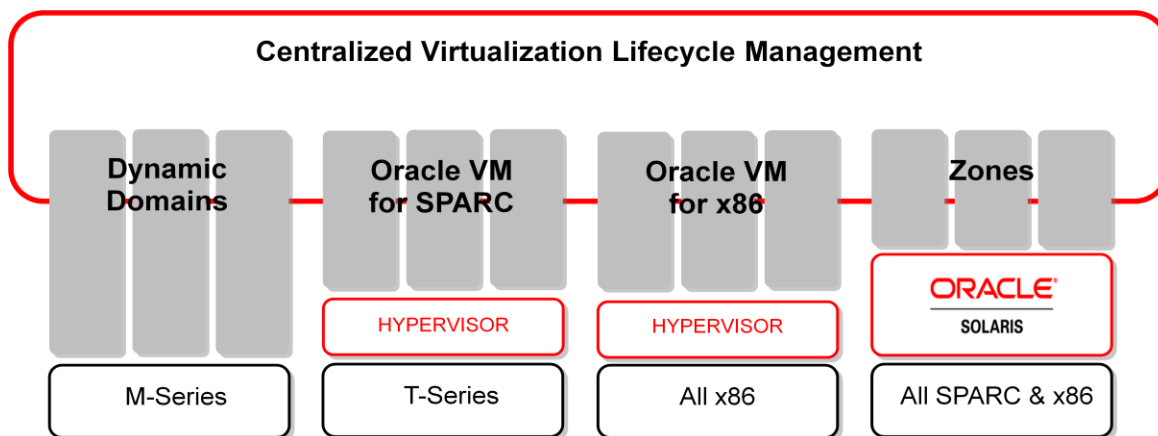 Centralized Virtualization Lifecycle Management
Dynamic
Domains
Oracle VM
for SPARC
Oracle VM
for x86
Zones
HYPERVISOR
HYPERVISOR
ORACLE®
SOLARIS
M-Series
T-Series
All x86
All SPARC & x86